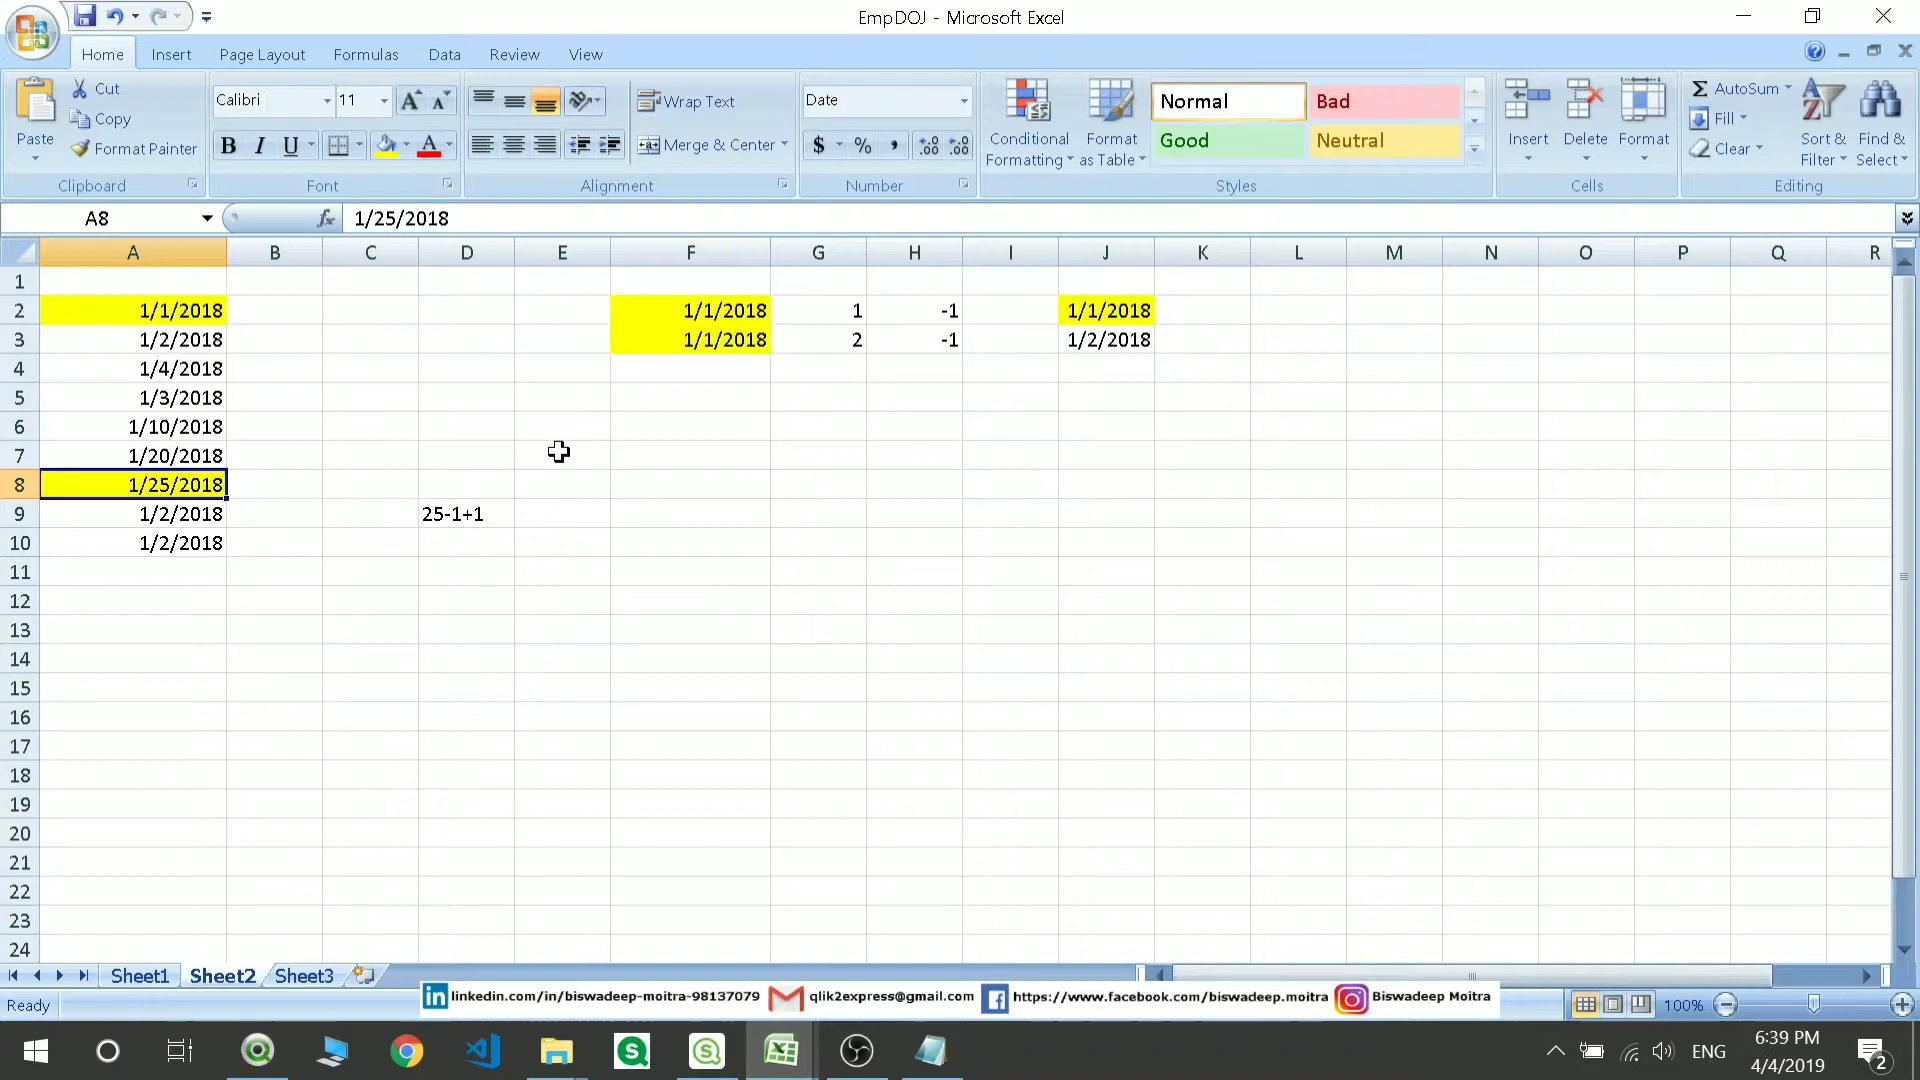 EmpDOJ - Microsoft Excel
Home Insert Page Layout Formulas Data Review View
Paste
Cut
Copy
Format Painter
Clipboard
Calibri 11
B I U A
Font
Wrap Text
Merge & Center
Alignment
Date
$ % ,
Number
Conditional Formatting
Format as Table
Normal Bad
Good Neutral
Styles
Insert Delete Format
Cells
Σ AutoSum
Fill
Clear
Sort & Filter
Find & Select
Editing
A8 fx 1/25/2018
A B C D E F G H I J K L M N O P Q R
1
2 1/1/2018 1/1/2018 1 -1 1/1/2018
3 1/2/2018 1/1/2018 2 -1 1/2/2018
4 1/4/2018
5 1/3/2018
6 1/10/2018
7 1/20/2018
8 1/25/2018
9 1/2/2018 25-1+1
10 1/2/2018
11
12
13
14
15
16
17
18
19
20
21
22
23
24
Sheet1 Sheet2 Sheet3
linkedin.com/in/biswadeep-moitra-98137079 qlik2express@gmail.com https://www.facebook.com/biswadeep.moitra Biswadeep Moitra
Ready 100%
ENG
6:39 PM
4/4/2019
2